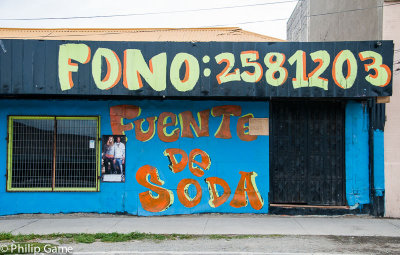 FONO:2581203
FUENTE
DE
SODA
© Philip Game